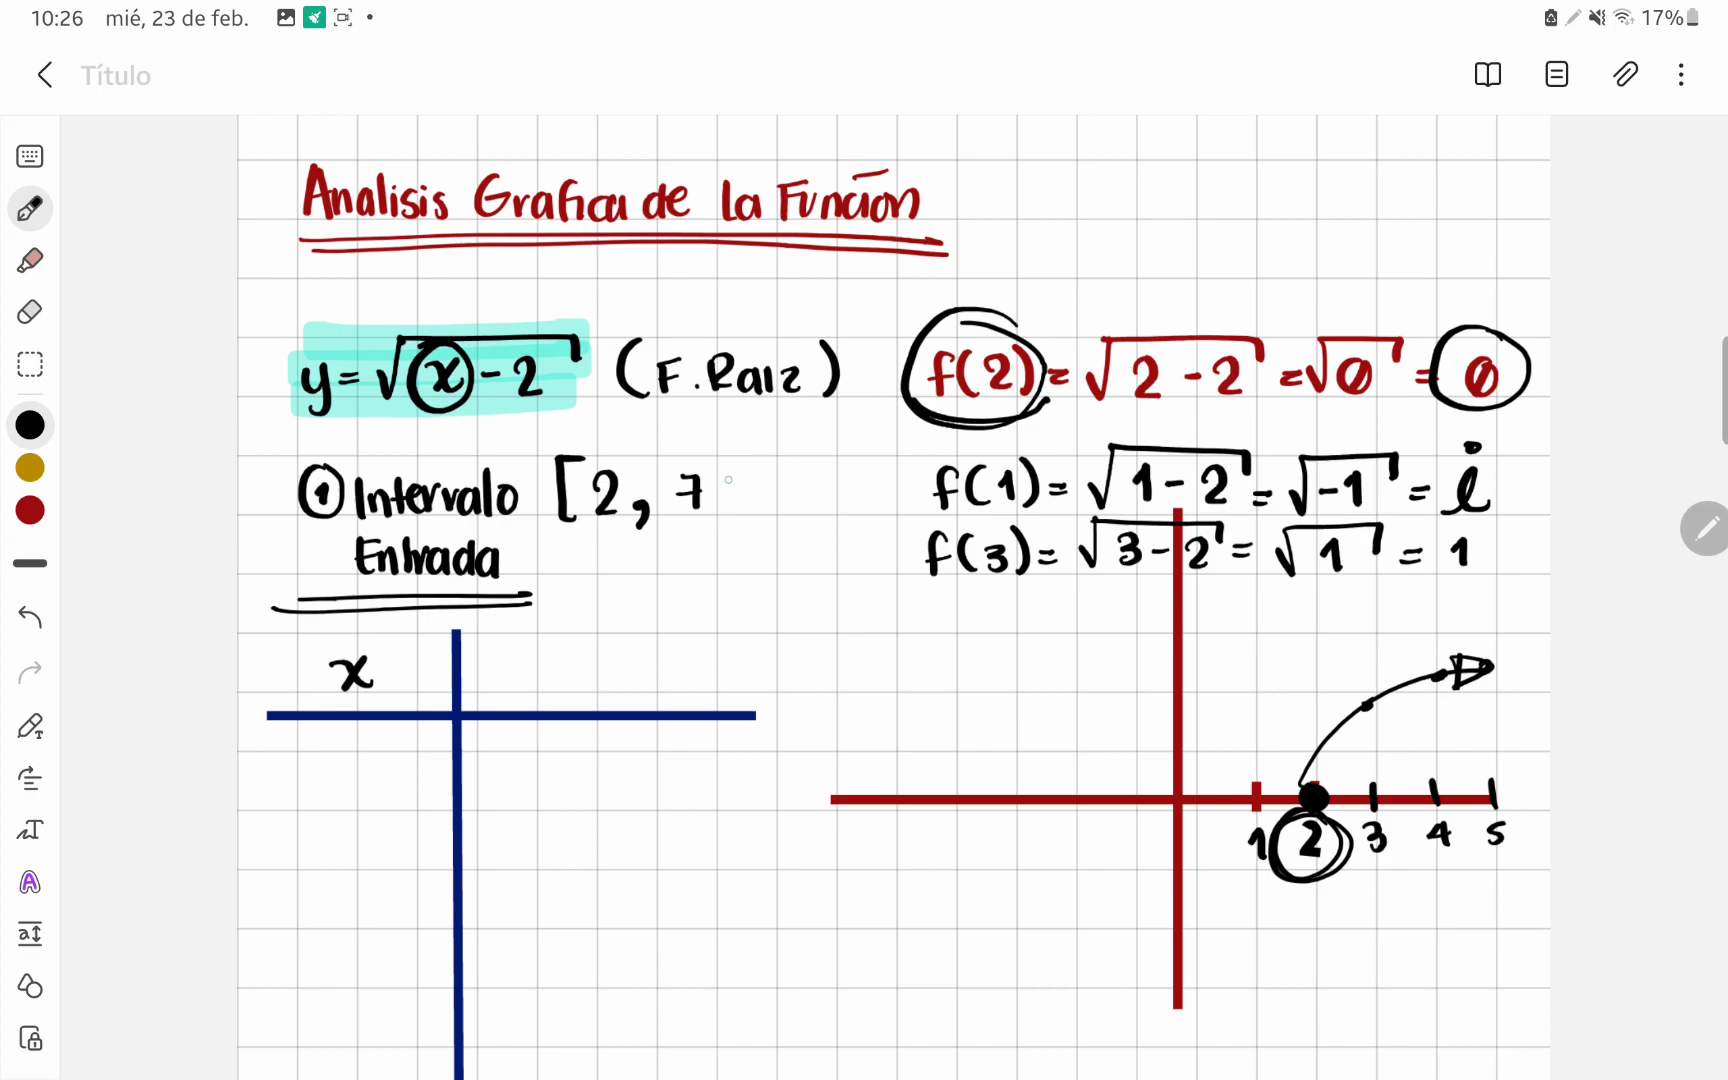 10:26 mié, 23 de feb. 17%
Título
Analisis Grafica de la Función
y = √x - 2 (F. Raiz) f(2) = √2 - 2 = √0 = 0
① Intervalo [2, 7 f(1) = √1 - 2 = √-1 = i
Entrada f(3) = √3 - 2 = √1 = 1
x
1 2 3 4 5